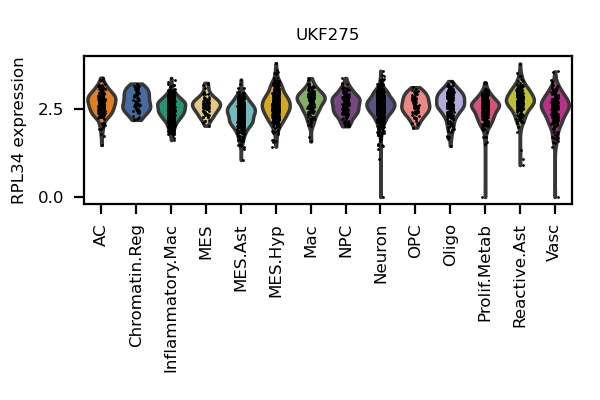 UKF275
RPL34 expression
2.5
0.0
AC
Chromatin.Reg
Inflammatory.Mac
MES
MES.Ast
MES.Hyp
Mac
NPC
Neuron
OPC
Oligo
Prolif.Metab
Reactive.Ast
Vasc